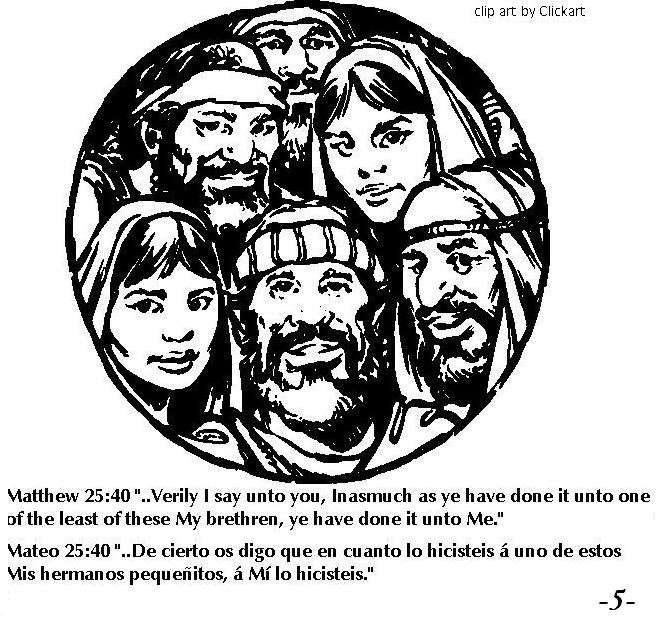 clip art by Clickart
Matthew 25:40 "..Verily I say unto you, Inasmuch as ye have done it unto one
of the least of these My brethren, ye have done it unto Me."
Mateo 25:40 "..De cierto os digo que en cuanto lo hicisteis á uno de estos
Mis hermanos pequeñitos, á Mí lo hicisteis."
-5-